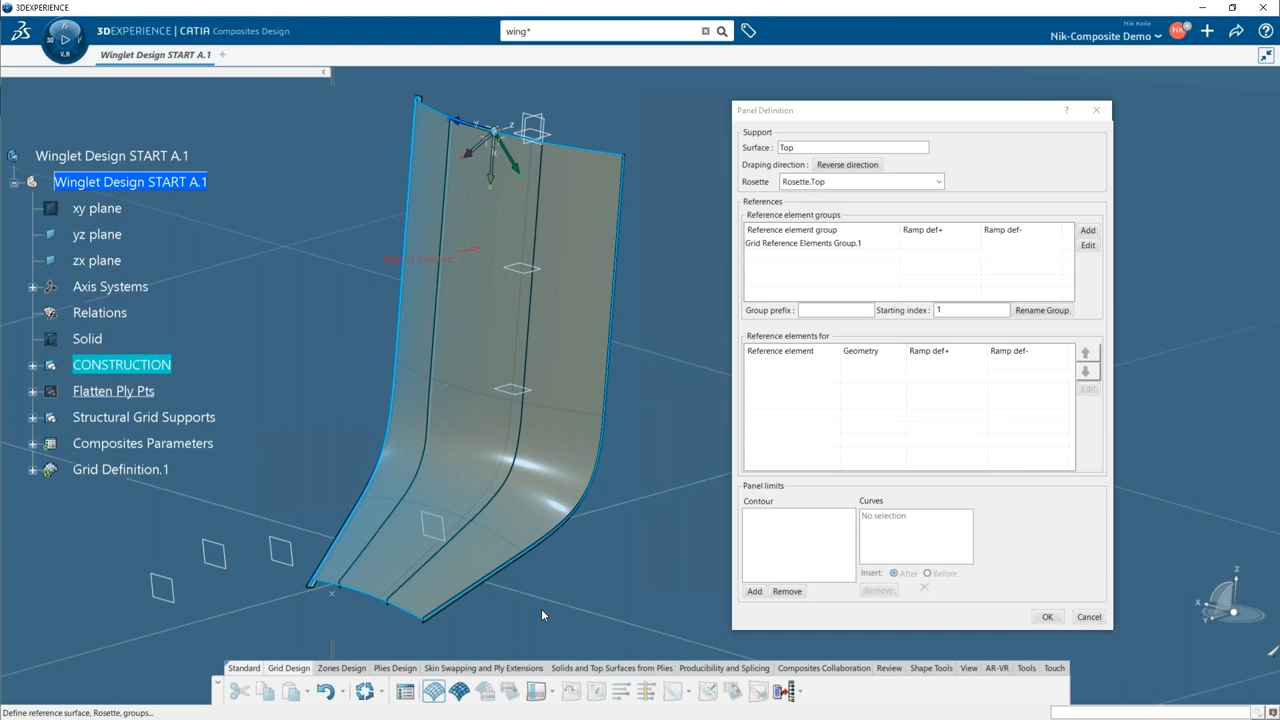 3DEXPERIENCE
3DEXPERIENCE | CATIA Composites Design
wing*
Nik Kada
Nik-Composite Demo
NK
V,R
3D
Winglet Design START A.1
+
Winglet Design START A.1
Winglet Design START A.1
xy plane
yz plane
zx plane
Axis Systems
Relations
Solid
CONSTRUCTION
Flatten Ply Pts
Structural Grid Supports
Composites Parameters
Grid Definition.1
Z
X
Y
Panel Definition
?
Support
Surface :
Top
Draping direction :
Reverse direction
Rosette
Rosette.Top
References
Reference element groups
Reference element group
Ramp def+
Ramp def-
Add
Grid Reference Elements Group.1
Edit
Group prefix :
Starting index :
1
Rename Group
Reference elements for
Reference element
Geometry
Ramp def+
Ramp def-
Edit
Panel limits
Contour
Curves
No selection
Insert:
After
Before
Add
Remove
Remove
OK
Cancel
Standard
Grid Design
Zones Design
Plies Design
Skin Swapping and Ply Extensions
Solids and Top Surfaces from Plies
Producibility and Splicing
Composites Collaboration
Review
Shape Tools
View
AR-VR
Tools
Touch
Define reference surface, Rosette, groups...